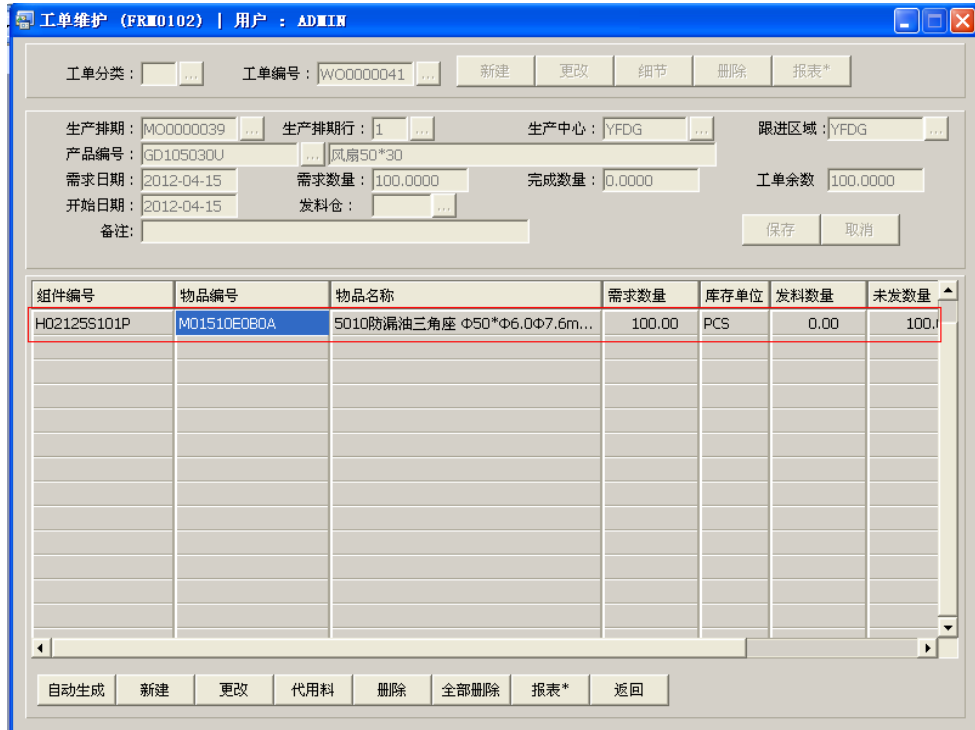 工单维护 (FRM0102) | 用户 : ADMIN
工单分类： ... 工单编号： WO0000041 ... 新建 更改 细节 删除 报表*
生产排期： MO0000039 ... 生产排期行： 1 ... 生产中心： YFDG ... 跟进区域： YFDG ...
产品编号： GD105030U ... 风扇50*30
需求日期： 2012-04-15 需求数量： 100.0000 完成数量： 0.0000 工单余数 100.0000
开始日期： 2012-04-15 发料仓： ...
备注: 保存 取消
组件编号 物品编号 物品名称 需求数量 库存单位 发料数量 未发数量
H02125S101P M01510E0B0A 5010防漏油三角座 Φ50*Φ6.0Φ7.6m... 100.00 PCS 0.00 100.
自动生成 新建 更改 代用料 删除 全部删除 报表* 返回